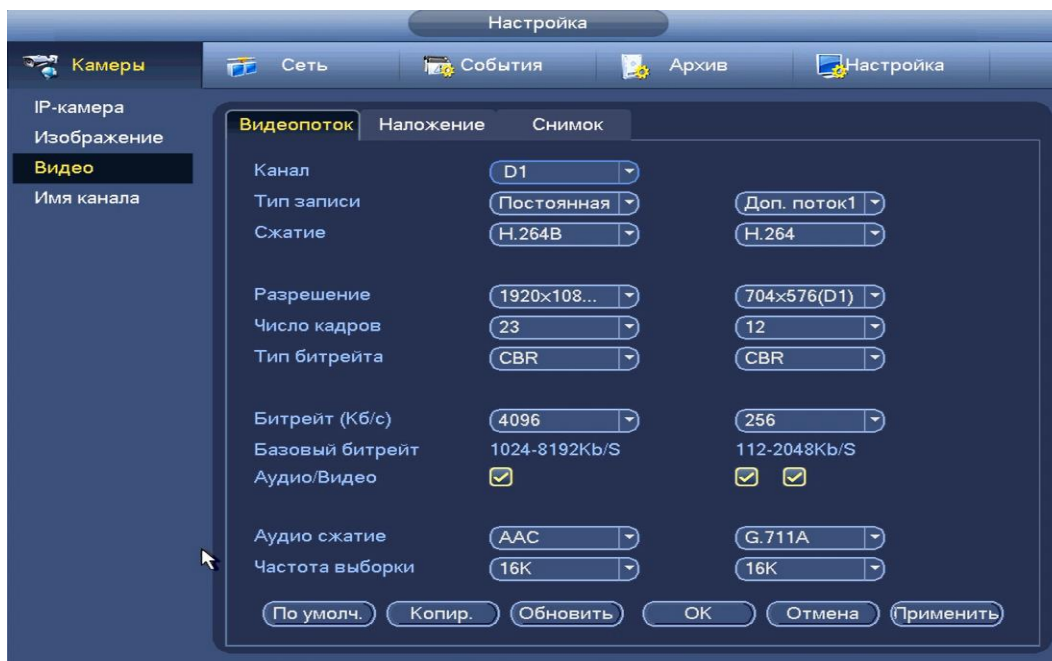 Настройка
Камеры Сеть События Архив Настройка
IP-камера
Изображение
Видео
Имя канала
Видеопоток Наложение Снимок
Канал D1
Тип записи Постоянная Доп. поток1
Сжатие H.264B H.264
Разрешение 1920x108... 704x576(D1)
Число кадров 23 12
Тип битрейта CBR CBR
Битрейт (Кб/с) 4096 256
Базовый битрейт 1024-8192Kb/S 112-2048Kb/S
Аудио/Видео
Аудио сжатие AAC G.711A
Частота выборки 16K 16K
По умолч. Копир. Обновить OK Отмена Применить